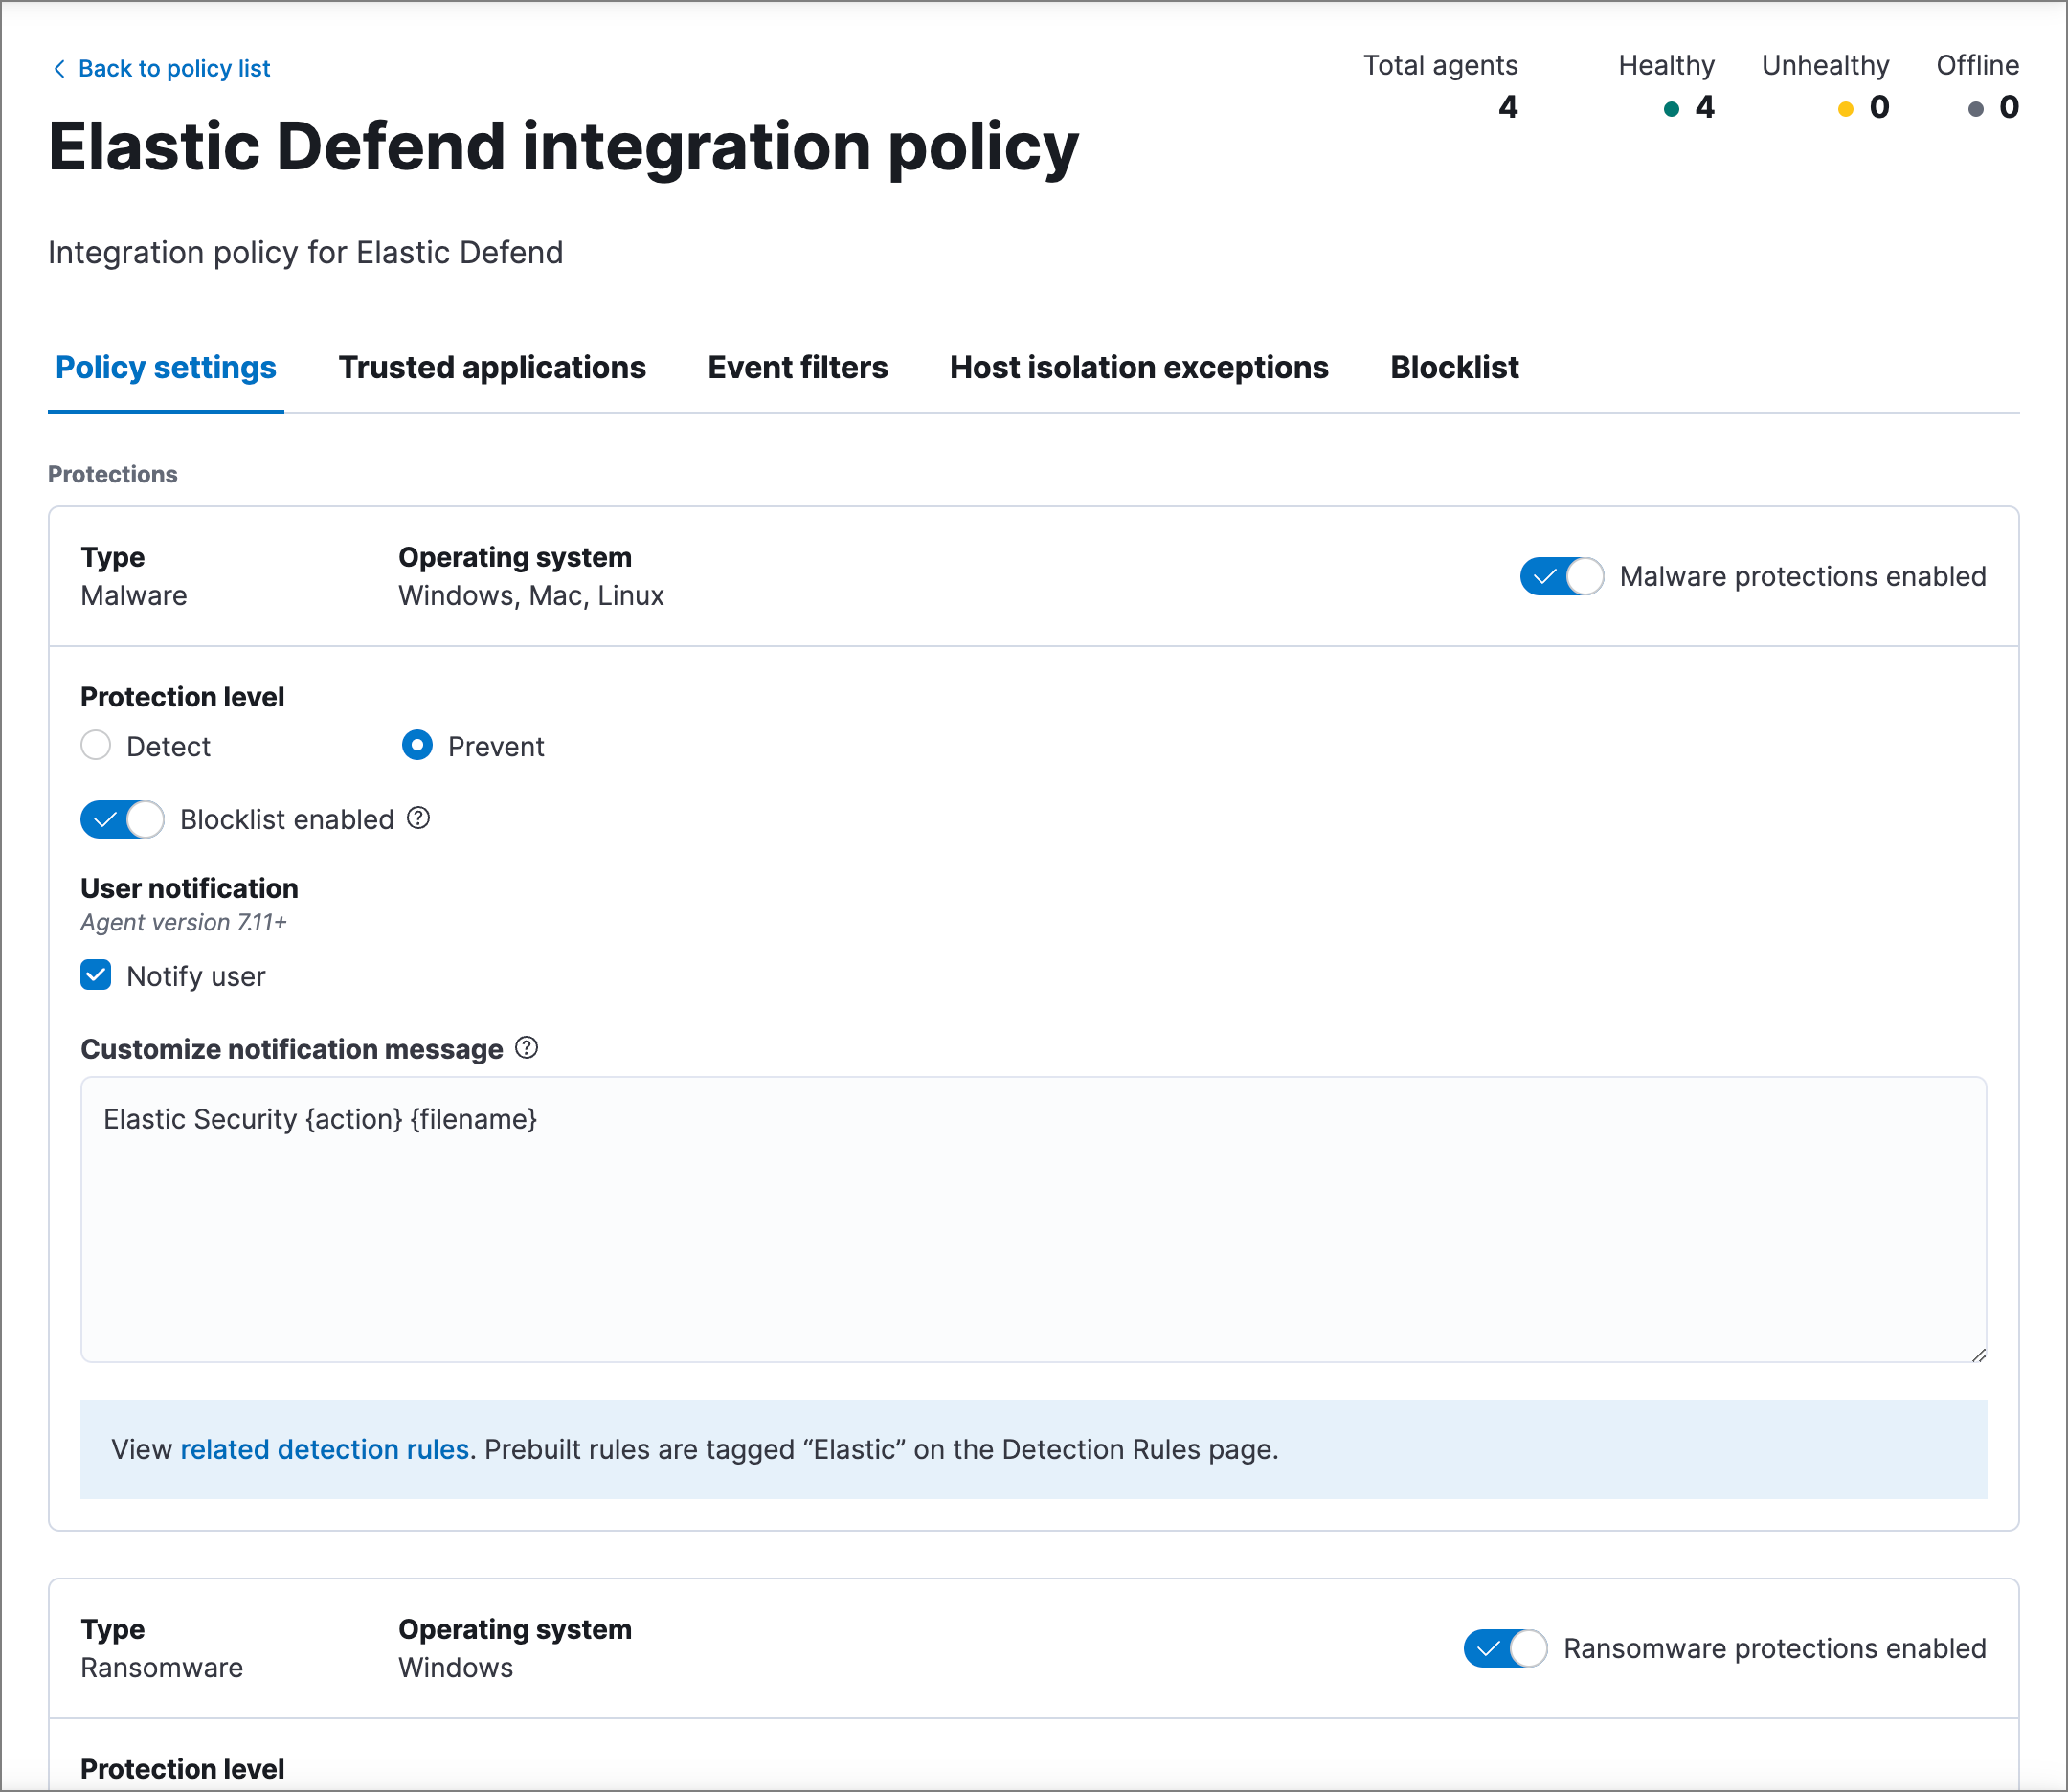 Back to policy list
Total agents Healthy Unhealthy Offline
4 4 0 0
Elastic Defend integration policy
Integration policy for Elastic Defend
Policy settings Trusted applications Event filters Host isolation exceptions Blocklist
Protections
Type Operating system
Malware Windows, Mac, Linux
Malware protections enabled
Protection level
Detect Prevent
Blocklist enabled
User notification
Agent version 7.11+
Notify user
Customize notification message
Elastic Security {action} {filename}
View related detection rules. Prebuilt rules are tagged “Elastic” on the Detection Rules page.
Type Operating system
Ransomware Windows
Ransomware protections enabled
Protection level